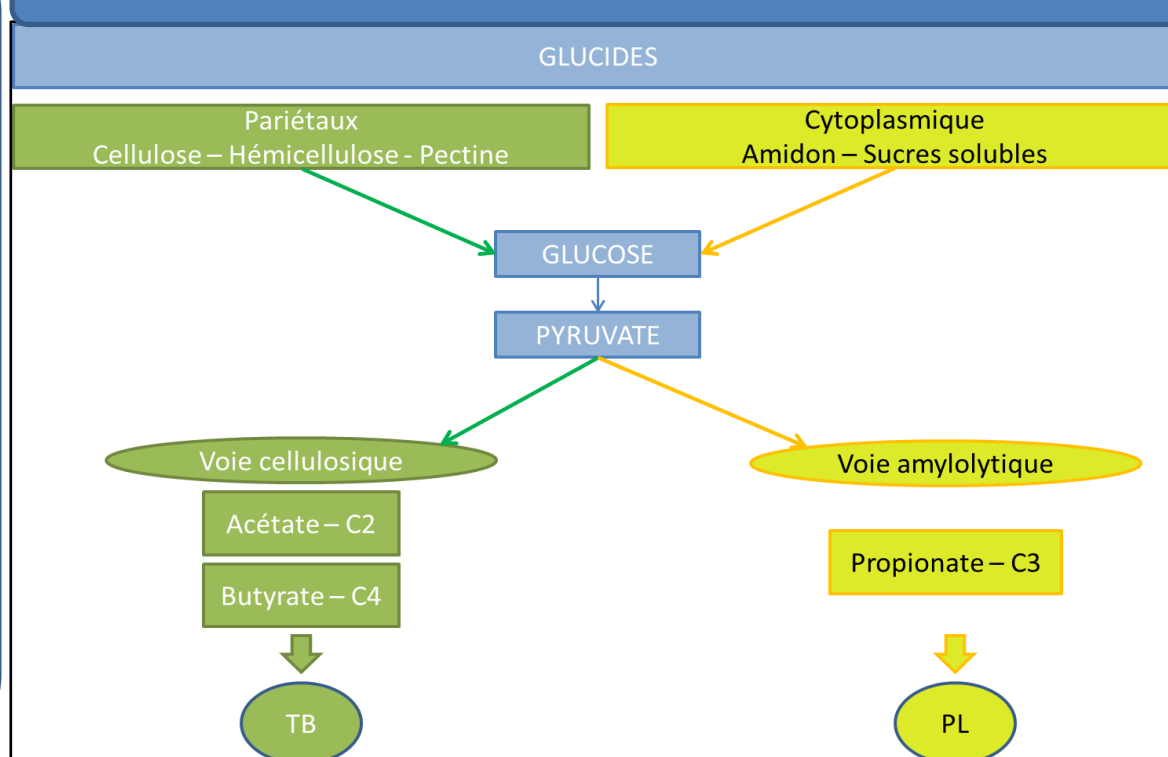 GLUCIDES
Pariétaux
Cellulose – Hémicellulose - Pectine
Cytoplasmique
Amidon – Sucres solubles
GLUCOSE
PYRUVATE
Voie cellulosique
Voie amylolytique
Acétate – C2
Propionate – C3
Butyrate – C4
TB
PL